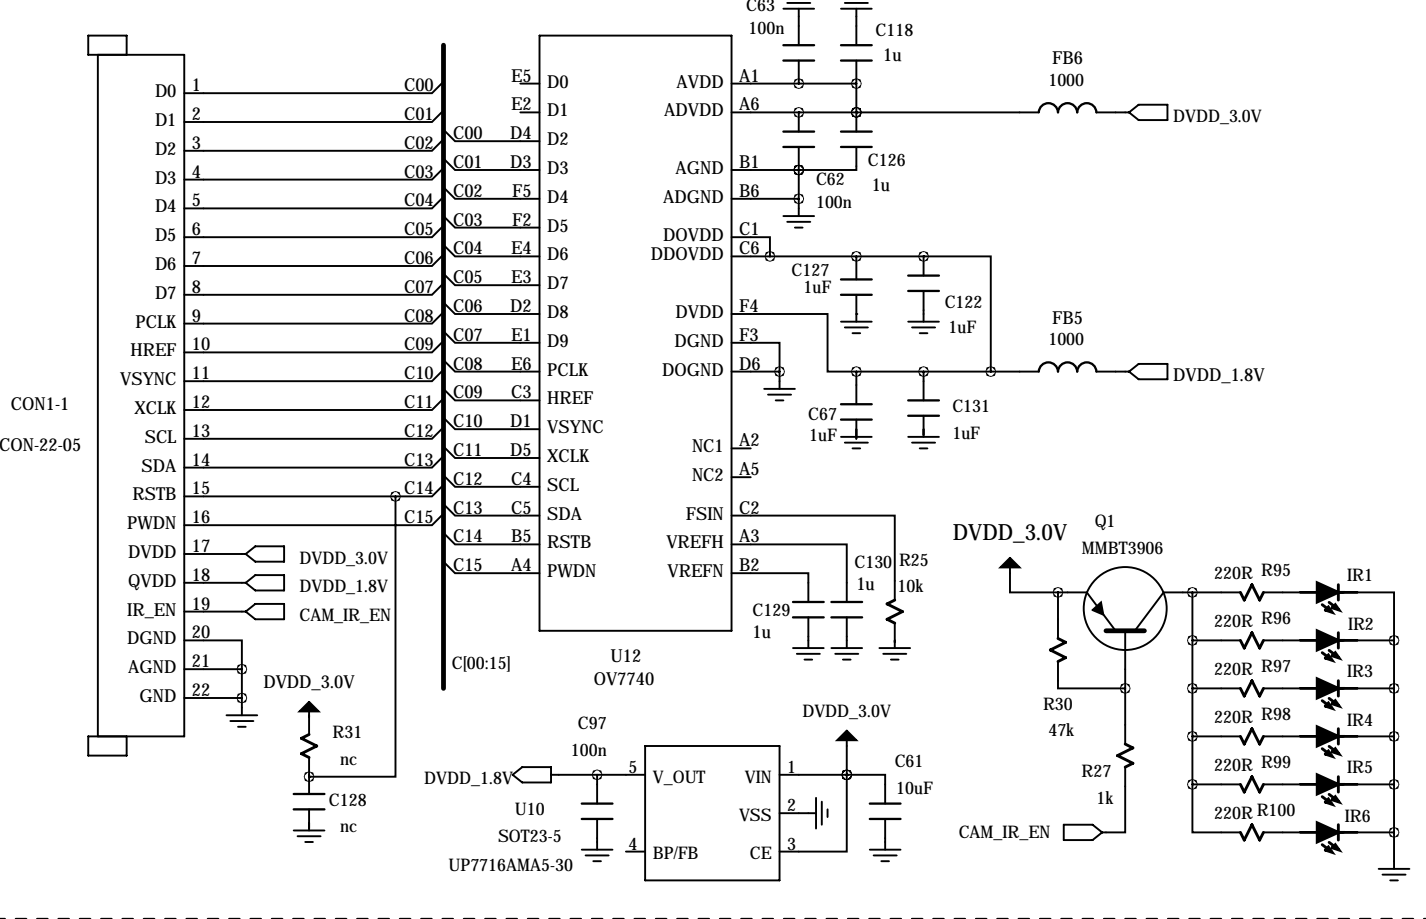 C63
100n
C118
1u
FB6
1000
DVDD_3.0V
D0 1 C00
D1 2 C01
D2 3 C02
D3 4 C03
D4 5 C04
D5 6 C05
D6 7 C06
D7 8 C07
PCLK 9 C08
HREF 10 C09
VSYNC 11 C10
XCLK 12 C11
SCL 13 C12
SDA 14 C13
RSTB 15 C14
PWDN 16 C15
DVDD 17 DVDD_3.0V
QVDD 18 DVDD_1.8V
IR_EN 19 CAM_IR_EN
DGND 20
AGND 21
GND 22
CON1-1
CON-22-05
E5 D0
E2 D1
C00 D4 D2
C01 D3 D3
C02 F5 D4
C03 F2 D5
C04 E4 D6
C05 E3 D7
C06 D2 D8
C07 E1 D9
C08 E6 PCLK
C09 C3 HREF
C10 D1 VSYNC
C11 D5 XCLK
C12 C4 SCL
C13 C5 SDA
C14 B5 RSTB
C15 A4 PWDN
AVDD A1
ADVDD A6
AGND B1
ADGND B6
DOVDD C1
DDOVDD C6
DVDD F4
DGND F3
DOGND D6
NC1 A2
NC2 A5
FSIN C2
VREFH A3
VREFN B2
U12
OV7740
C[00:15]
C62
100n
C126
1u
C127
1uF
C122
1uF
FB5
1000
DVDD_1.8V
C67
1uF
C131
1uF
C130
1u
R25
10k
C129
1u
DVDD_3.0V
R31
nc
C128
nc
C97
100n
DVDD_1.8V
U10
SOT23-5
UP7716AMA5-30
5 V_OUT
4 BP/FB
VIN 1
VSS 2
CE 3
DVDD_3.0V
C61
10uF
DVDD_3.0V
Q1
MMBT3906
R30
47k
R27
1k
CAM_IR_EN
220R R95 IR1
220R R96 IR2
220R R97 IR3
220R R98 IR4
220R R99 IR5
220R R100 IR6